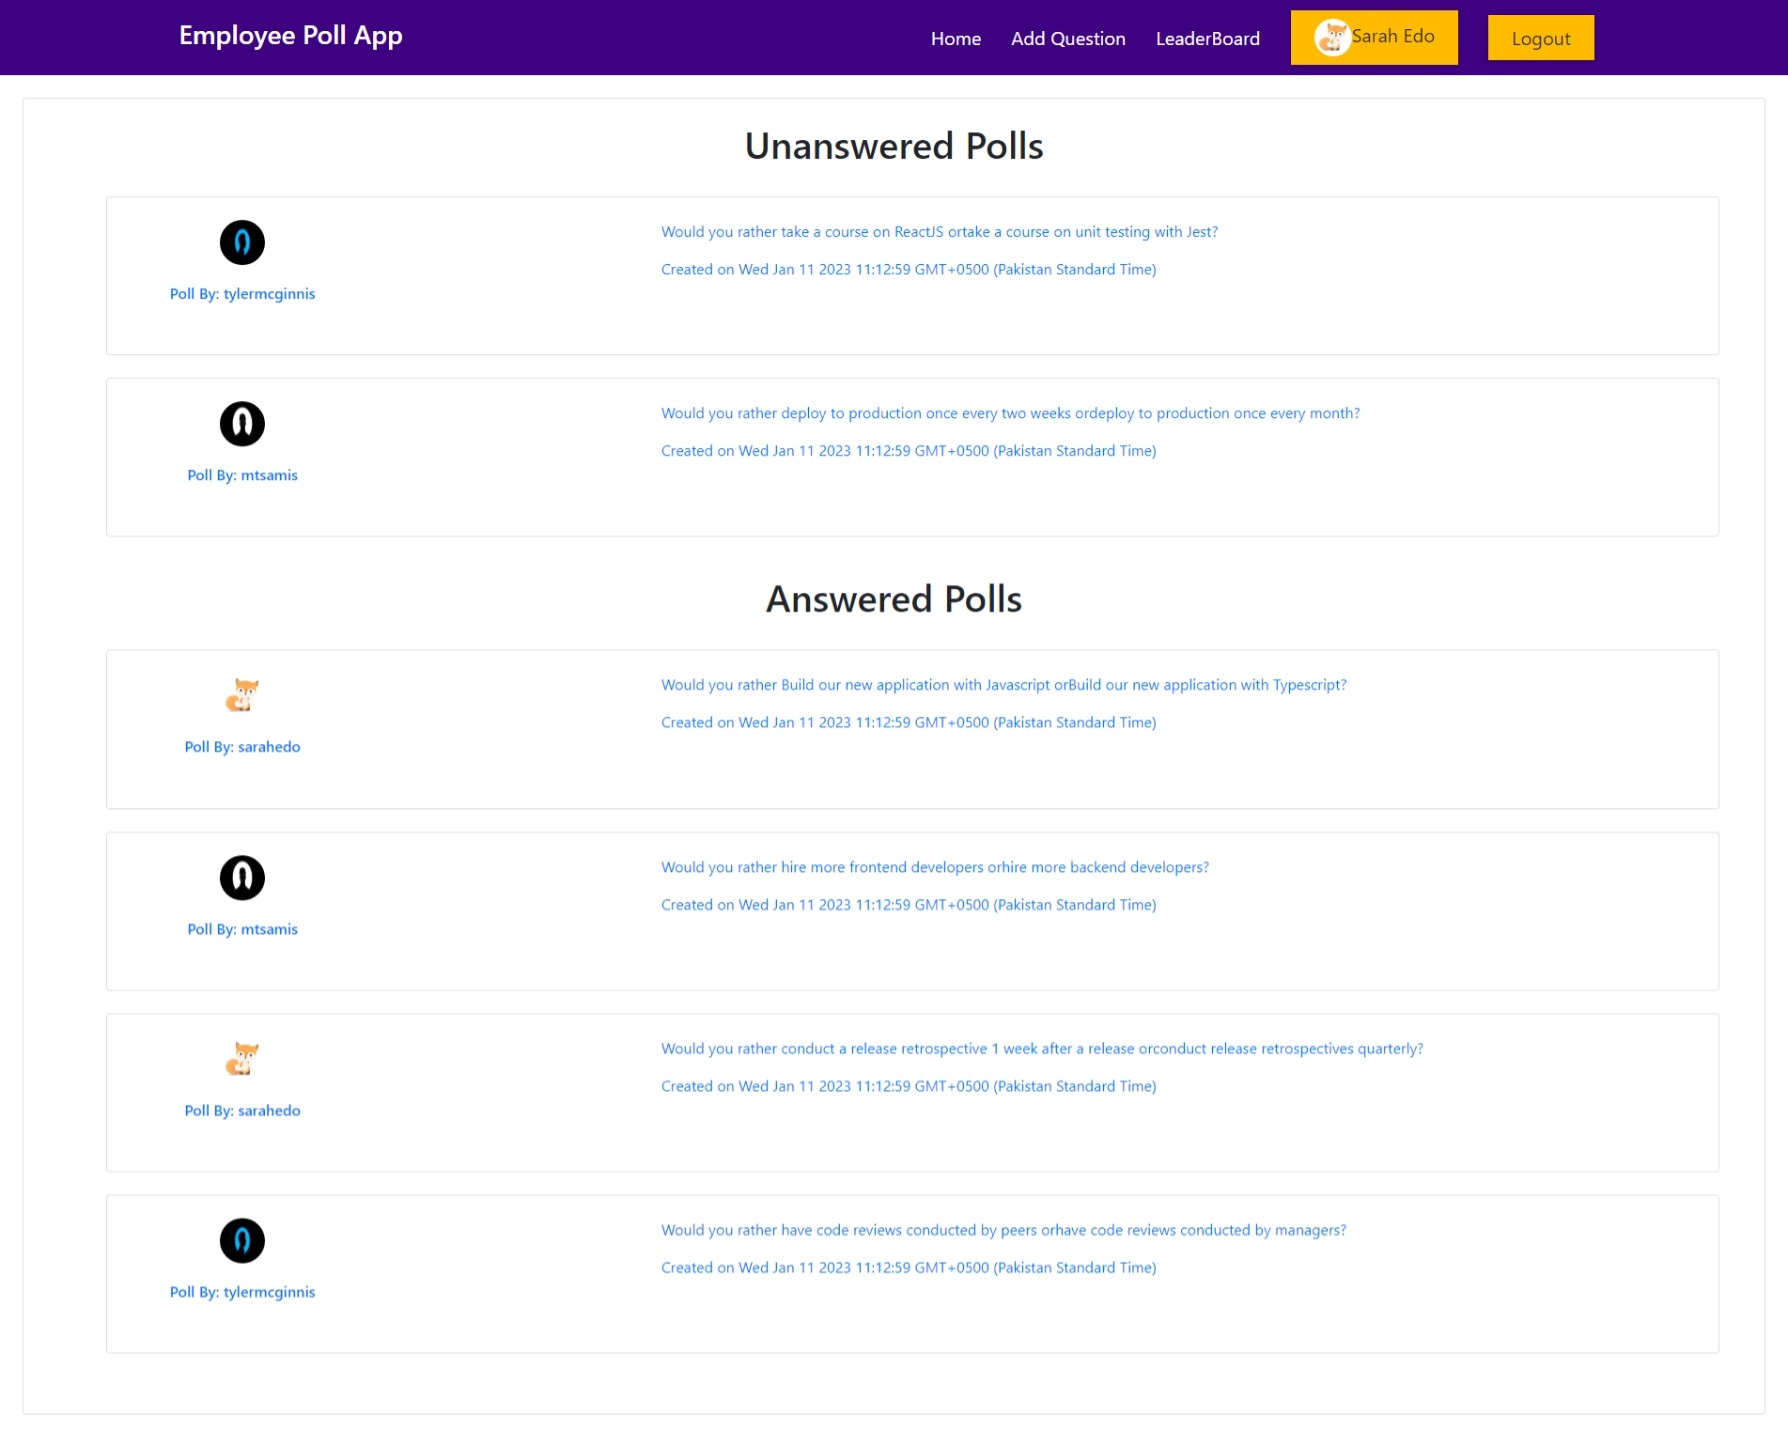 Employee Poll App
Home
Add Question
LeaderBoard
Sarah Edo
Logout
Unanswered Polls
Would you rather take a course on ReactJS ortake a course on unit testing with Jest?
Created on Wed Jan 11 2023 11:12:59 GMT+0500 (Pakistan Standard Time)
Poll By: tylermcginnis
Would you rather deploy to production once every two weeks ordeploy to production once every month?
Created on Wed Jan 11 2023 11:12:59 GMT+0500 (Pakistan Standard Time)
Poll By: mtsamis
Answered Polls
Would you rather Build our new application with Javascript orBuild our new application with Typescript?
Created on Wed Jan 11 2023 11:12:59 GMT+0500 (Pakistan Standard Time)
Poll By: sarahedo
Would you rather hire more frontend developers orhire more backend developers?
Created on Wed Jan 11 2023 11:12:59 GMT+0500 (Pakistan Standard Time)
Poll By: mtsamis
Would you rather conduct a release retrospective 1 week after a release orconduct release retrospectives quarterly?
Created on Wed Jan 11 2023 11:12:59 GMT+0500 (Pakistan Standard Time)
Poll By: sarahedo
Would you rather have code reviews conducted by peers orhave code reviews conducted by managers?
Created on Wed Jan 11 2023 11:12:59 GMT+0500 (Pakistan Standard Time)
Poll By: tylermcginnis